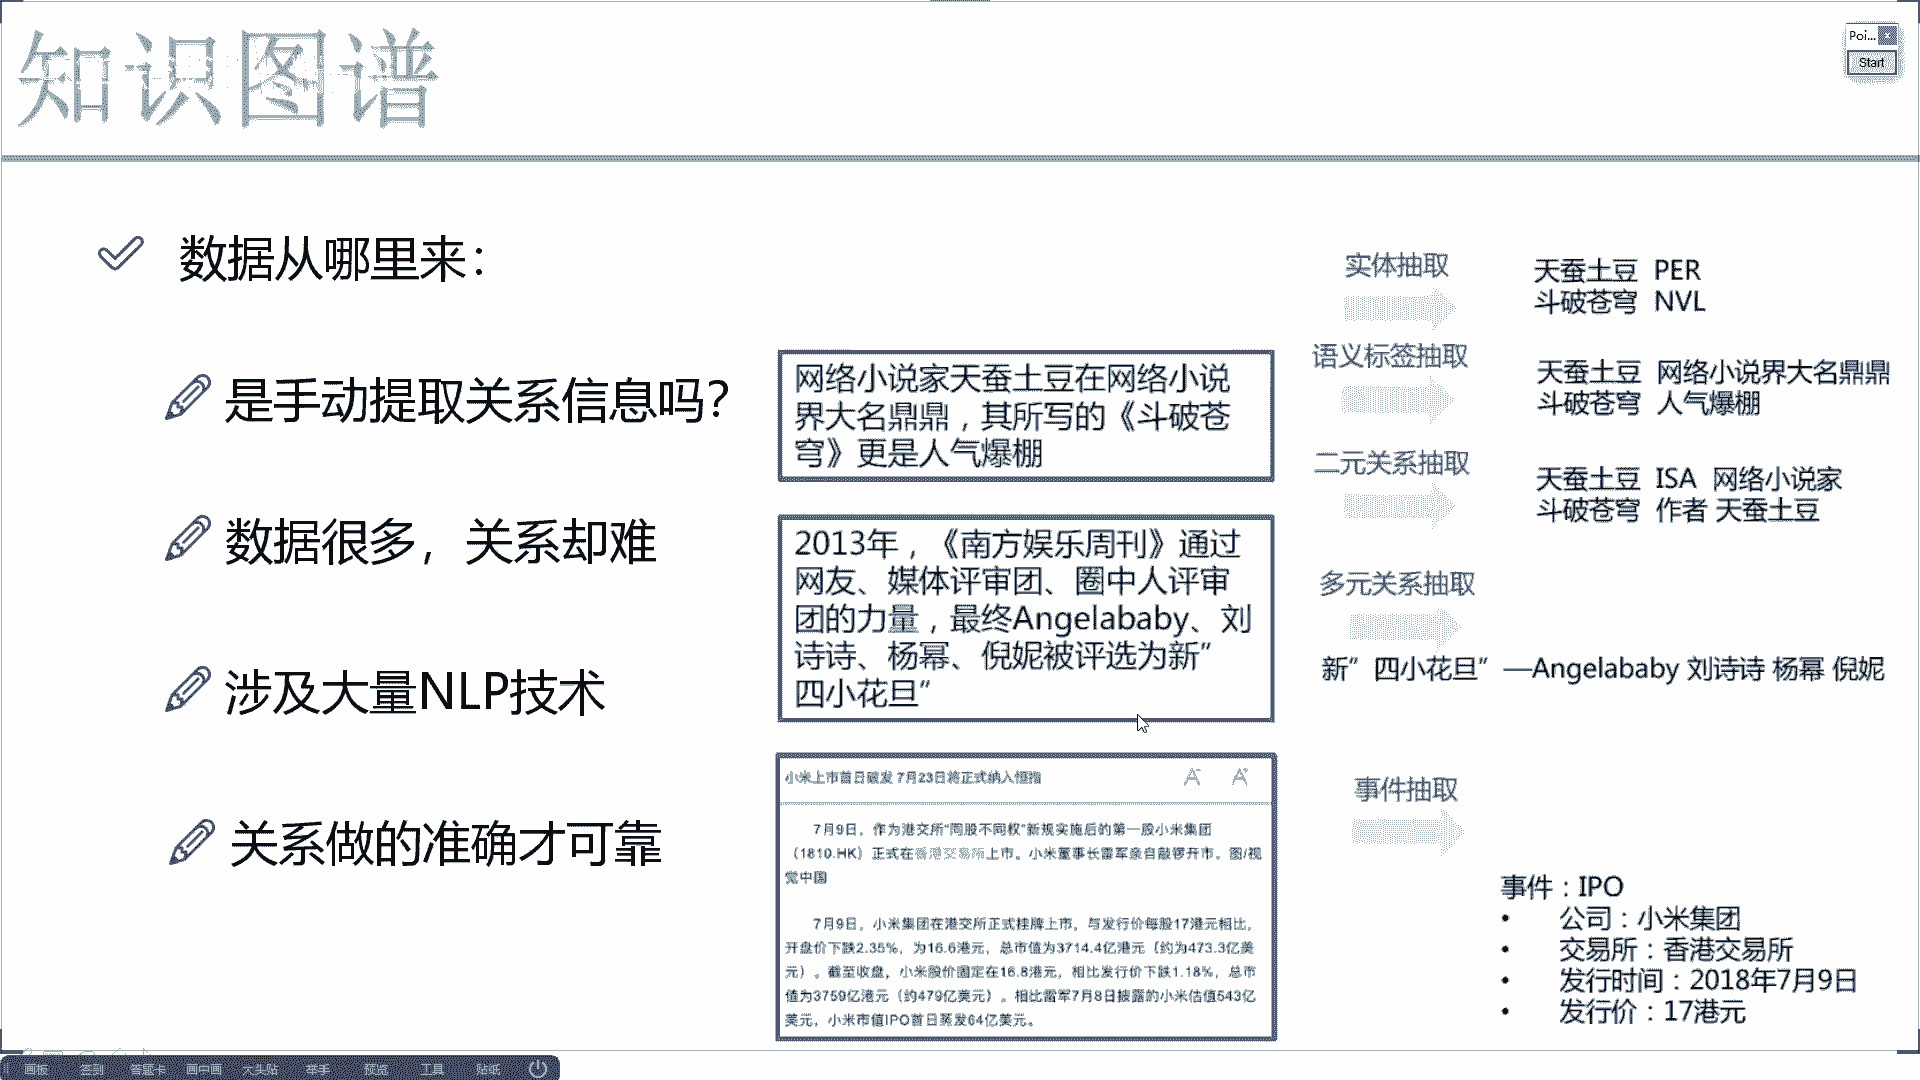 知识图谱
Poi...
Start
数据从哪里来：
是手动提取关系信息吗？
数据很多，关系却难
涉及大量NLP技术
关系做的准确才可靠
网络小说家天蚕土豆在网络小说
界大名鼎鼎，其所写的《斗破苍
穹》更是人气爆棚
2013年，《南方娱乐周刊》通过
网友、媒体评审团、圈中人评审
团的力量，最终Angelababy、刘
诗诗、杨幂、倪妮被评选为新”
四小花旦”
小米上市首日破发 7月23日将正式纳入恒指
A-
A+
7月9日，作为港交所“同股不同权”新规实施后的第一股小米集团
（1810.HK）正式在香港交易所上市。小米董事长雷军亲自敲锣开市。图/视
觉中国
7月9日，小米集团在港交所正式挂牌上市。与发行价每股17港元相比，
开盘价下跌2.35%，为16.6港元，总市值为3714.4亿港元（约为473.3亿美
元）。截至收盘，小米股价固定在16.8港元，相比发行价下跌1.18%，总市
值为3759亿港元（约479亿美元）。相比雷军7月8日披露的小米估值543亿
美元，小米市值IPO首日蒸发64亿美元。
实体抽取
天蚕土豆 PER
斗破苍穹 NVL
语义标签抽取
天蚕土豆 网络小说界大名鼎鼎
斗破苍穹 人气爆棚
二元关系抽取
天蚕土豆 ISA 网络小说家
斗破苍穹 作者 天蚕土豆
多元关系抽取
新”四小花旦”—Angelababy 刘诗诗 杨幂 倪妮
事件抽取
事件：IPO
• 公司：小米集团
• 交易所：香港交易所
• 发行时间：2018年7月9日
• 发行价：17港元
画板 签到 答题卡 画中画 大头贴 举手 预览 工具 贴纸